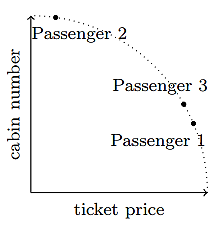 Passenger 2
Passenger 3
Passenger 1
cabin number
ticket price